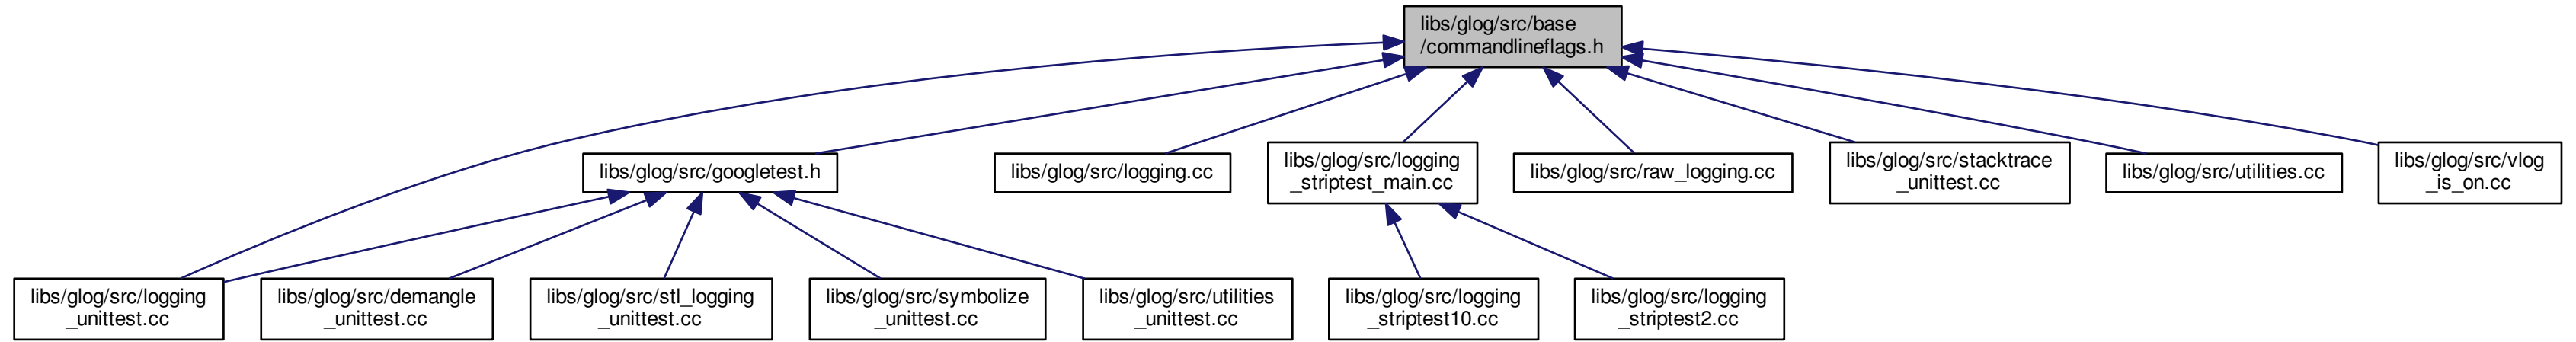 libs/glog/src/base
/commandlineflags.h
libs/glog/src/googletest.h
libs/glog/src/logging.cc
libs/glog/src/logging
_striptest_main.cc
libs/glog/src/raw_logging.cc
libs/glog/src/stacktrace
_unittest.cc
libs/glog/src/utilities.cc
libs/glog/src/vlog
_is_on.cc
libs/glog/src/logging
_unittest.cc
libs/glog/src/demangle
_unittest.cc
libs/glog/src/stl_logging
_unittest.cc
libs/glog/src/symbolize
_unittest.cc
libs/glog/src/utilities
_unittest.cc
libs/glog/src/logging
_striptest10.cc
libs/glog/src/logging
_striptest2.cc